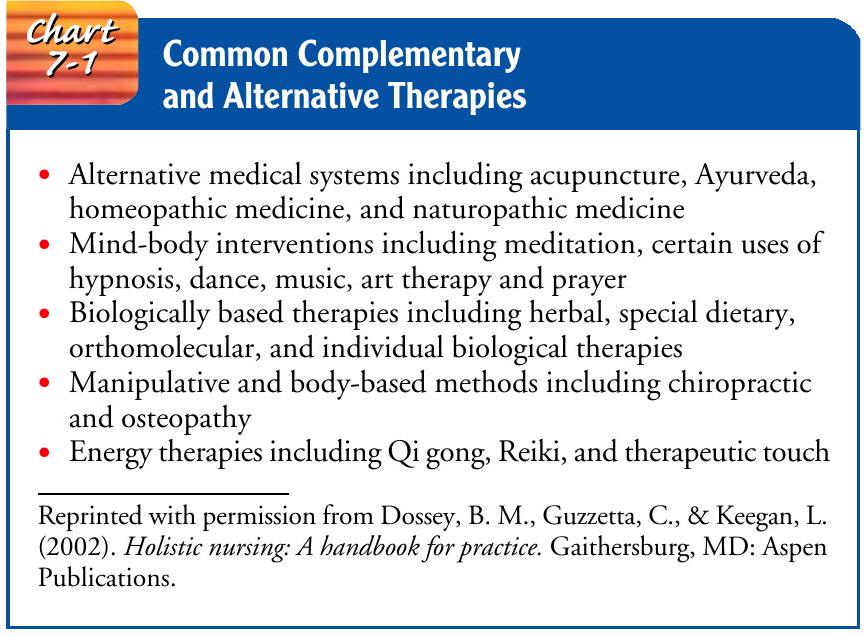 Chart
7-1
Common Complementary
and Alternative Therapies
• Alternative medical systems including acupuncture, Ayurveda,
homeopathic medicine, and naturopathic medicine
• Mind-body interventions including meditation, certain uses of
hypnosis, dance, music, art therapy and prayer
• Biologically based therapies including herbal, special dietary,
orthomolecular, and individual biological therapies
• Manipulative and body-based methods including chiropractic
and osteopathy
• Energy therapies including Qi gong, Reiki, and therapeutic touch
Reprinted with permission from Dossey, B. M., Guzzetta, C., & Keegan, L.
(2002). Holistic nursing: A handbook for practice. Gaithersburg, MD: Aspen
Publications.